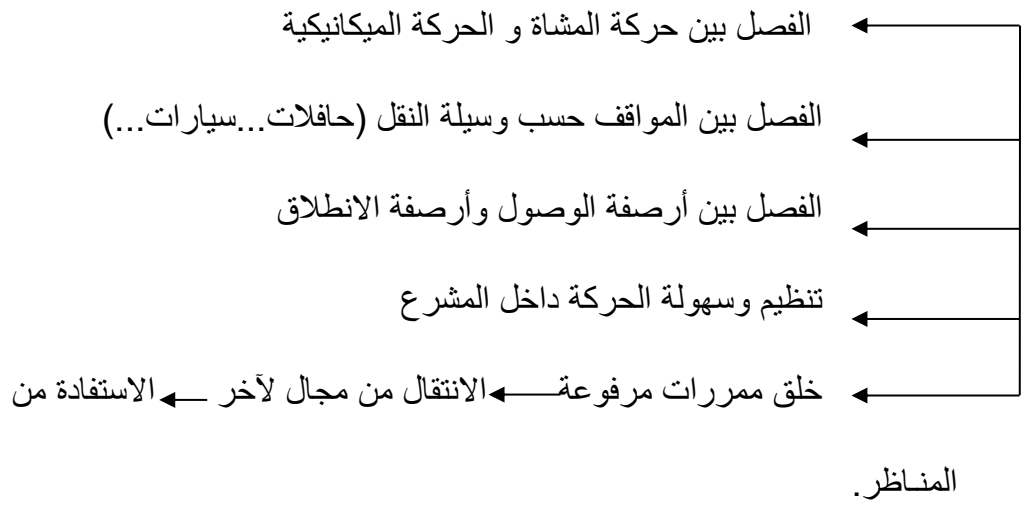 الفصل بين حركة المشاة و الحركة الميكانيكية
الفصل بين المواقف حسب وسيلة النقل (حافلات...سيارات...)
الفصل بين أرصفة الوصول وأرصفة الانطلاق
تنظيم وسهولة الحركة داخل المشرع
خلق ممررات مرفوعة الانتقال من مجال لآخر الاستفادة من
المنـاظر.